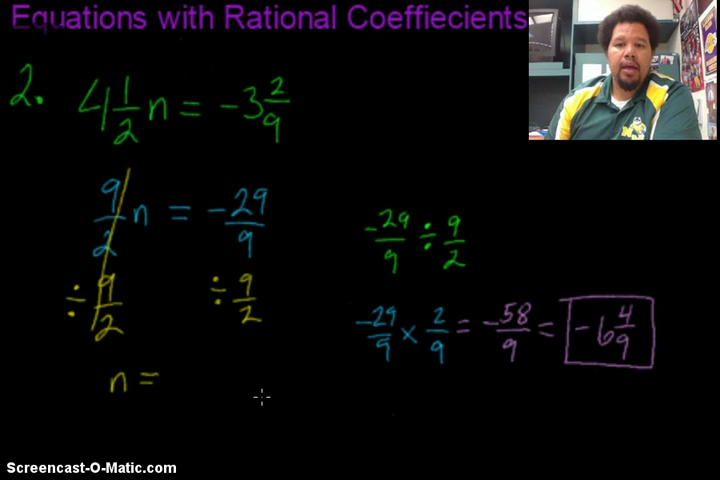 Equations with Rational Coeffiecients
2. 4 1/2 n = -3 2/9
9/2 n = -29/9
÷ 9/2 ÷ 9/2
n =
-29/9 ÷ 9/2
-29/9 × 2/9 = -58/9 = -6 4/9
Screencast-O-Matic.com